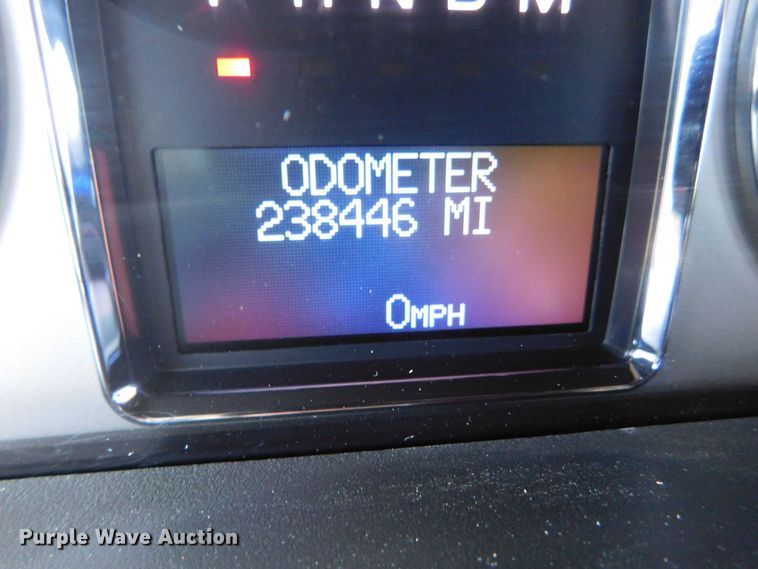 P R N D M
ODOMETER
238446 MI
0MPH
Purple Wave Auction